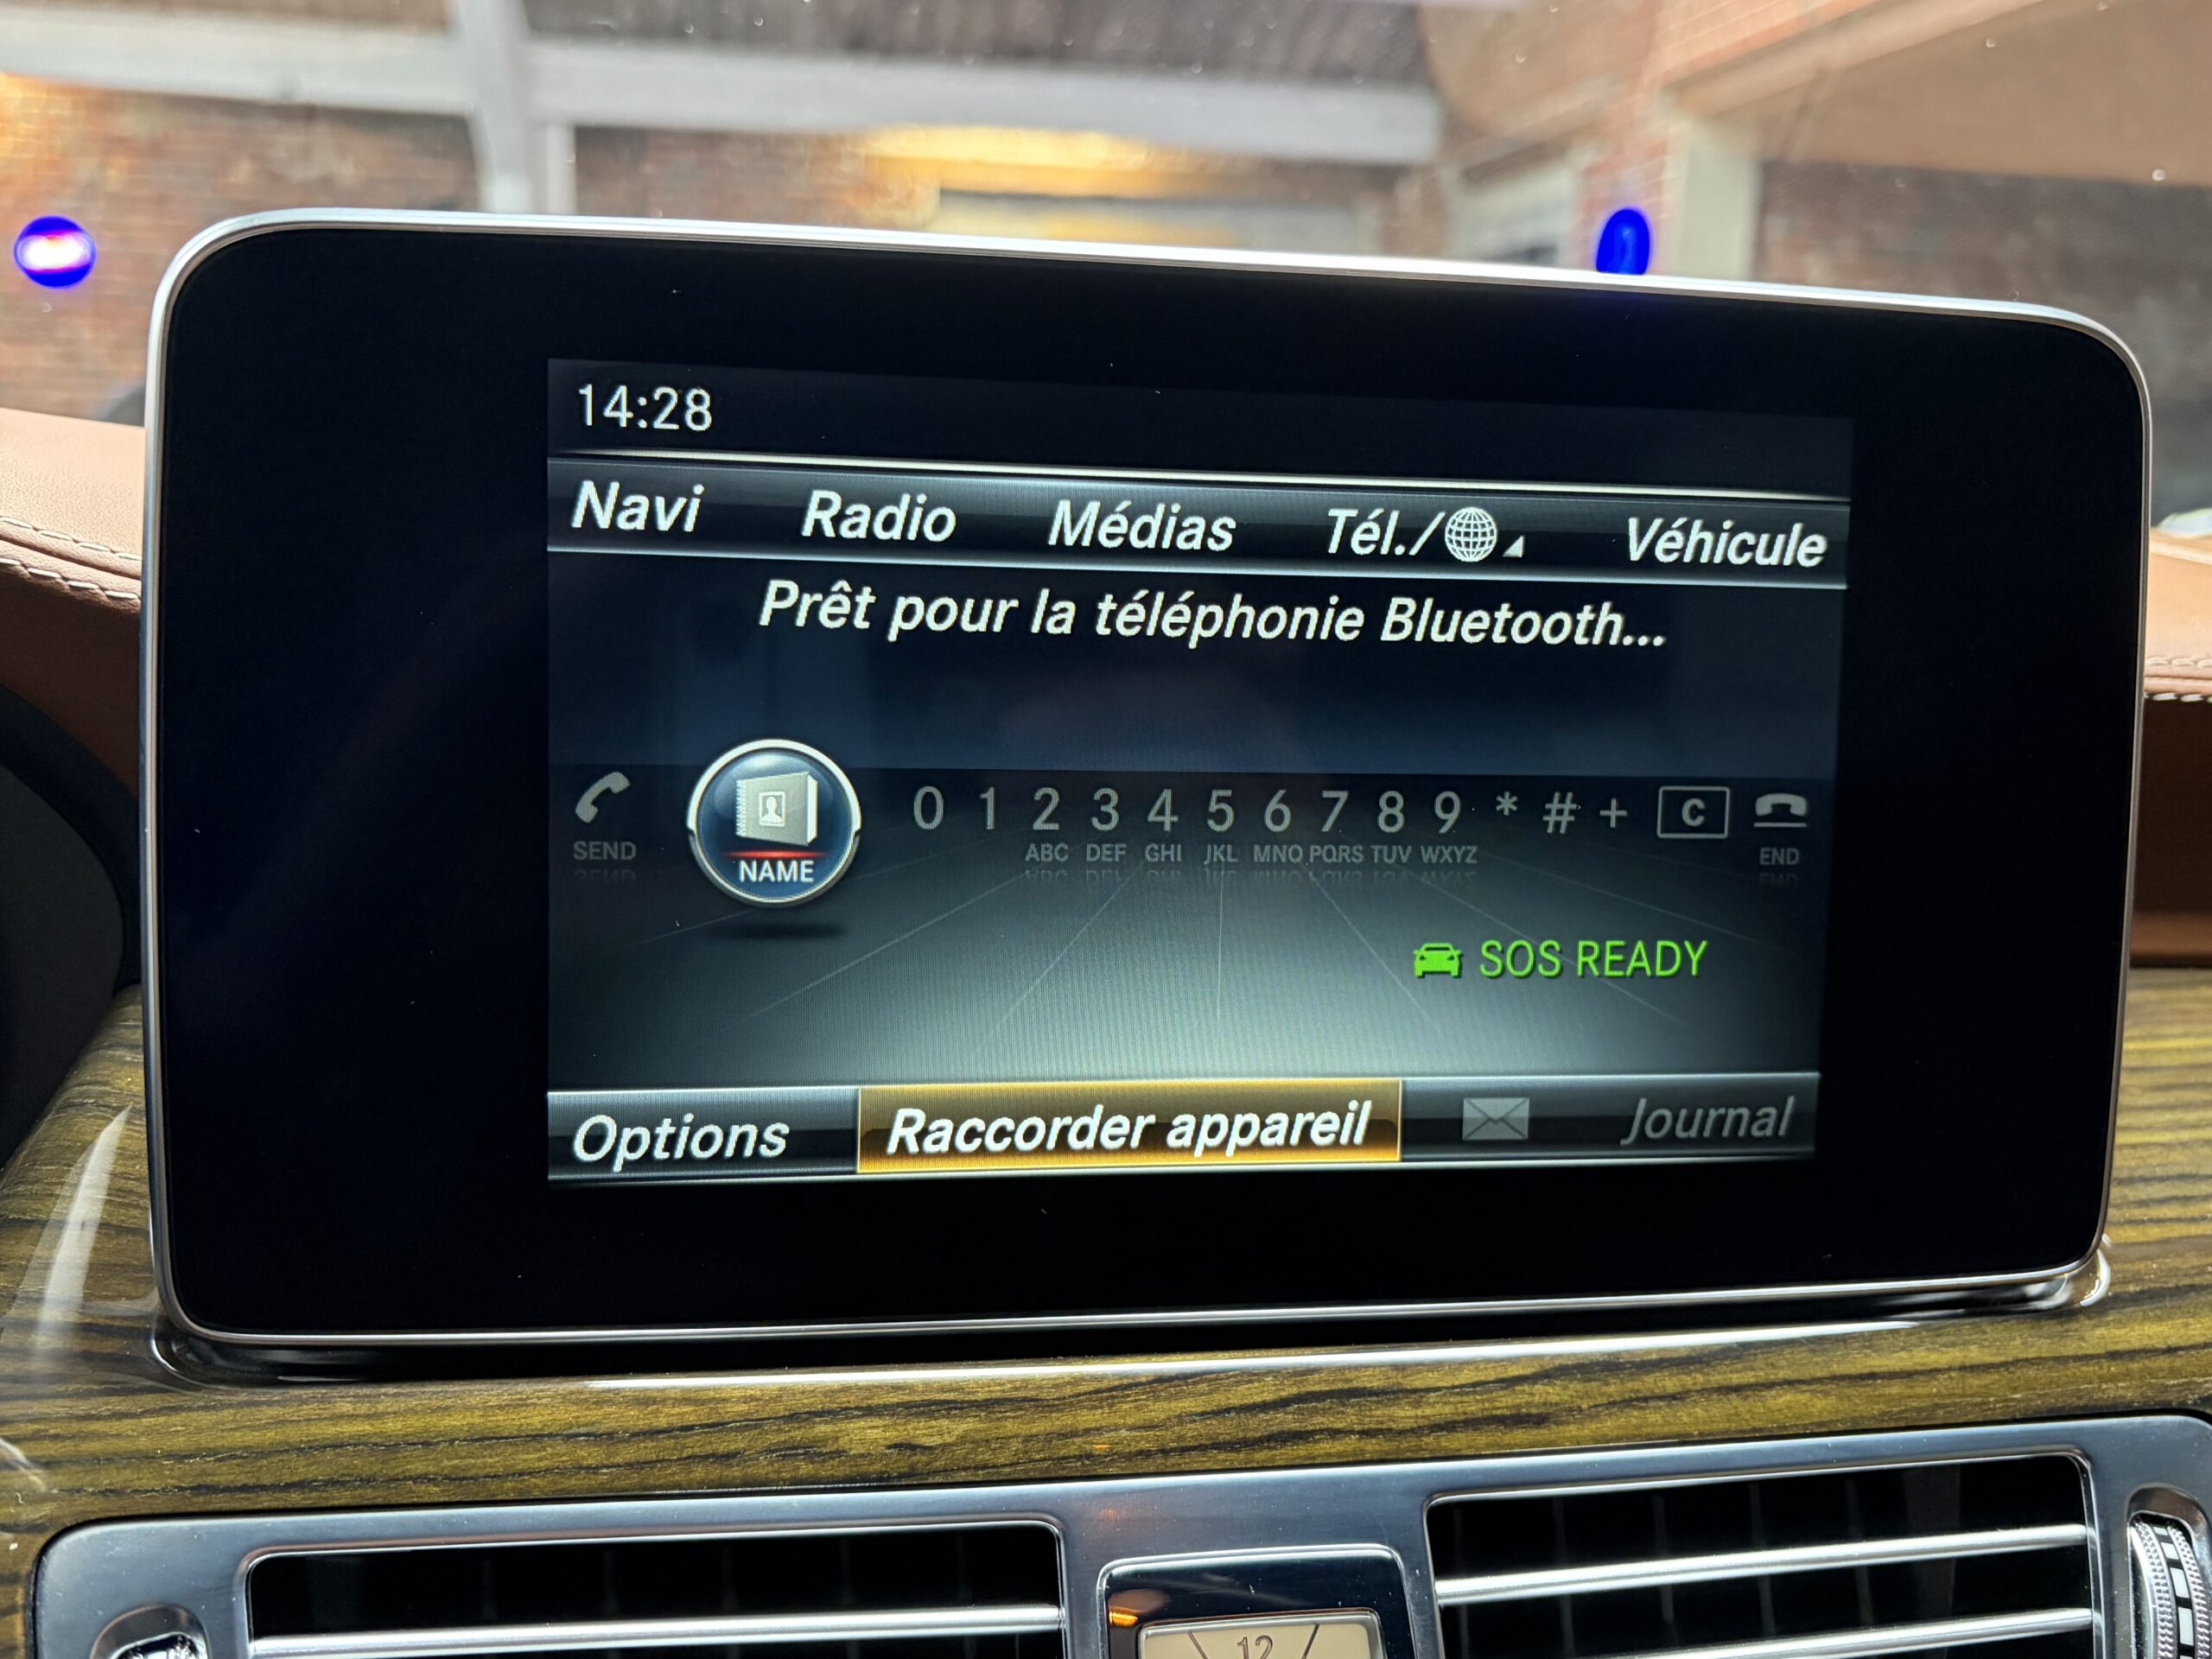 14:28
Navi Radio Médias Tél./ Véhicule
Prêt pour la téléphonie Bluetooth...
0 1 2 3 4 5 6 7 8 9 * # + C
SEND NAME ABC DEF GHI JKL MNO PQRS TUV WXYZ END
SOS READY
Options Raccorder appareil Journal
12